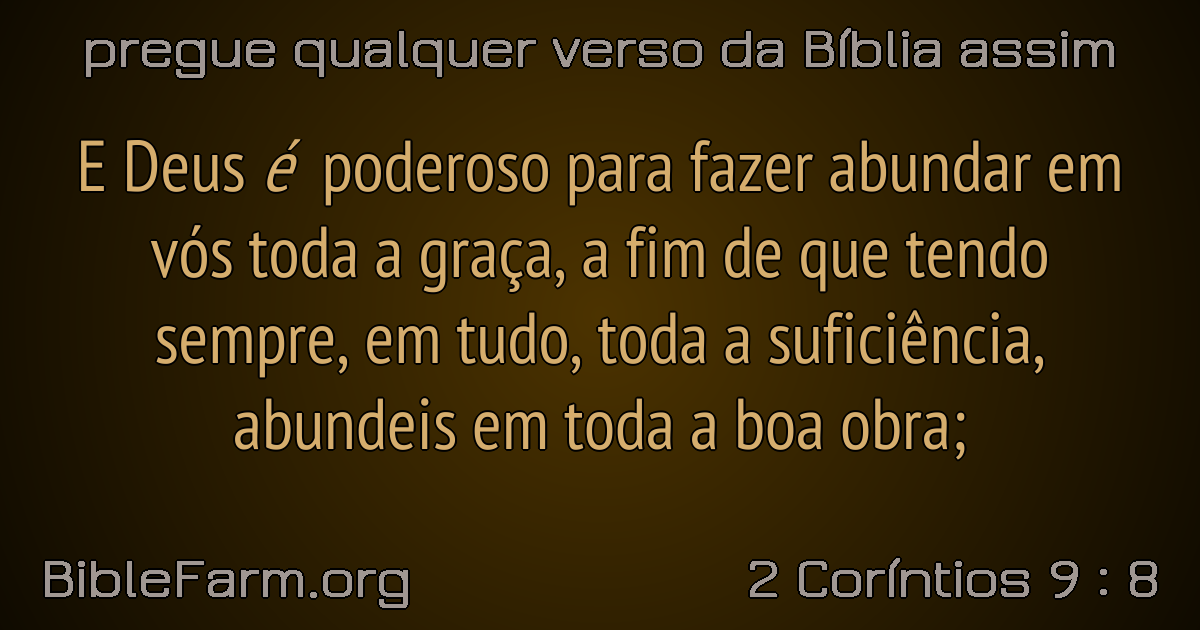 pregue qualquer verso da Bíblia assim
E Deus é poderoso para fazer abundar em
vós toda a graça, a fim de que tendo
sempre, em tudo, toda a suficiência,
abundeis em toda a boa obra;
BibleFarm.org
2 Coríntios 9 : 8